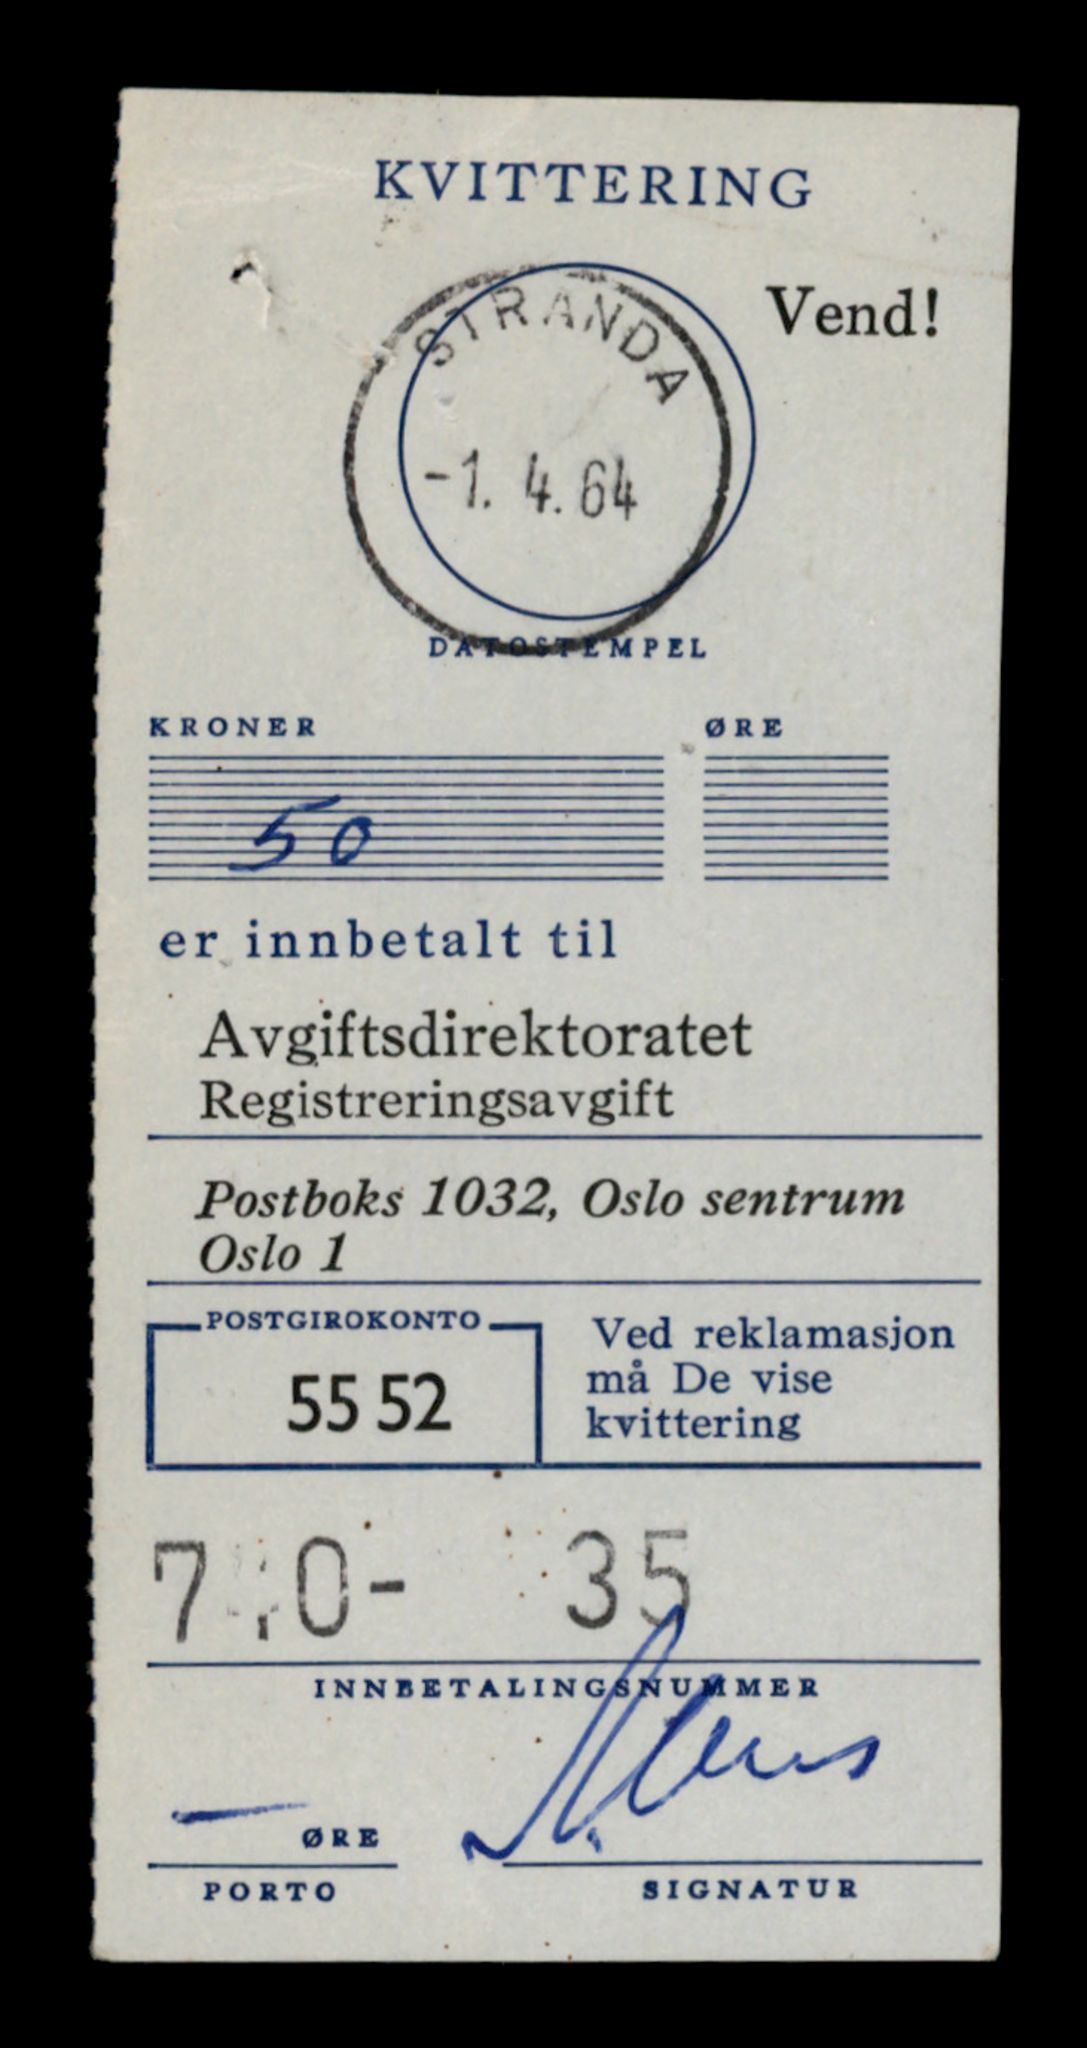 KVITTERING
Vend!
STRANDA
-1. 4. 64
DATOSTEMPEL
KRONER ØRE
50
er innbetalt til
Avgiftsdirektoratet
Registreringsavgift
Postboks 1032, Oslo sentrum
Oslo 1
POSTGIROKONTO
55 52
Ved reklamasjon
må De vise
kvittering
35
INNBETALINGSNUMMER
ØRE
PORTO
SIGNATUR